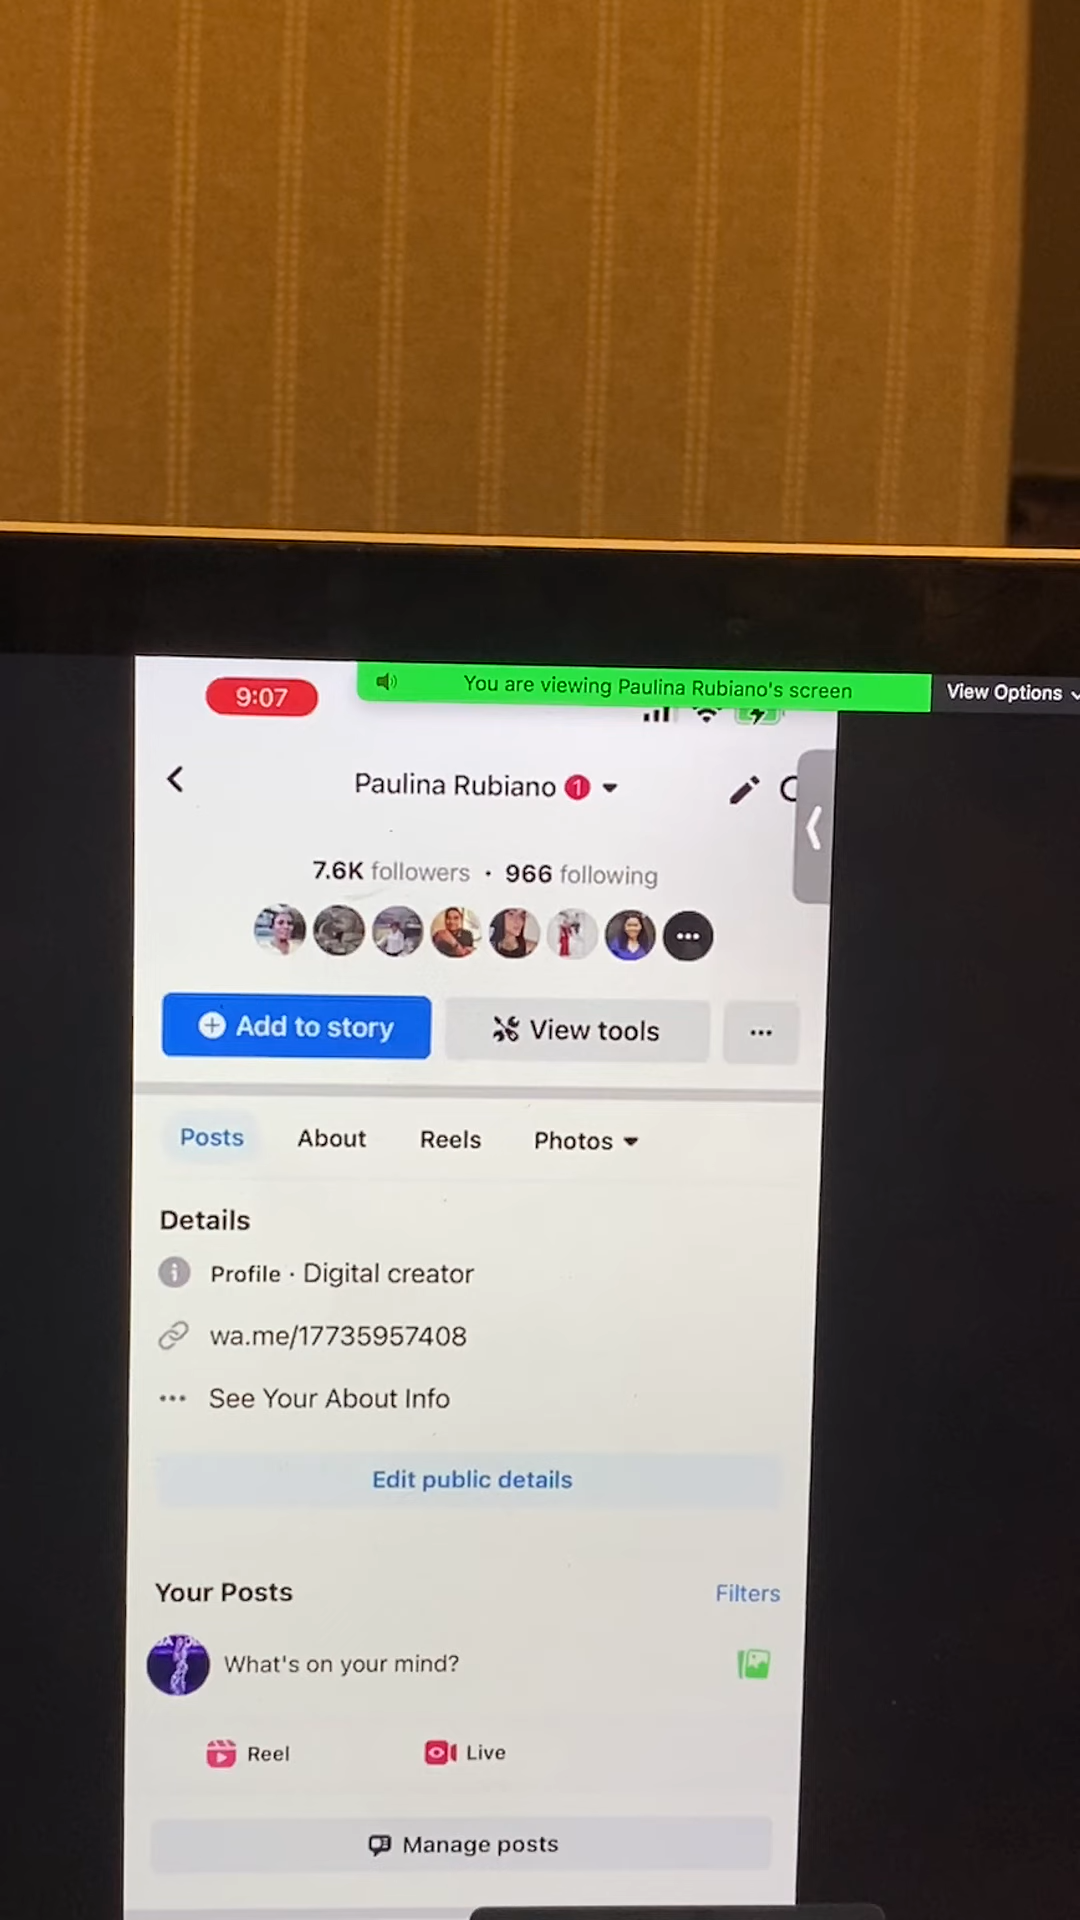 9:07
You are viewing Paulina Rubiano's screen
View Options
Paulina Rubiano 1
7.6K followers · 966 following
Add to story
View tools
Posts About Reels Photos
Details
Profile · Digital creator
wa.me/17735957408
See Your About Info
Edit public details
Your Posts
Filters
What's on your mind?
Reel
Live
Manage posts